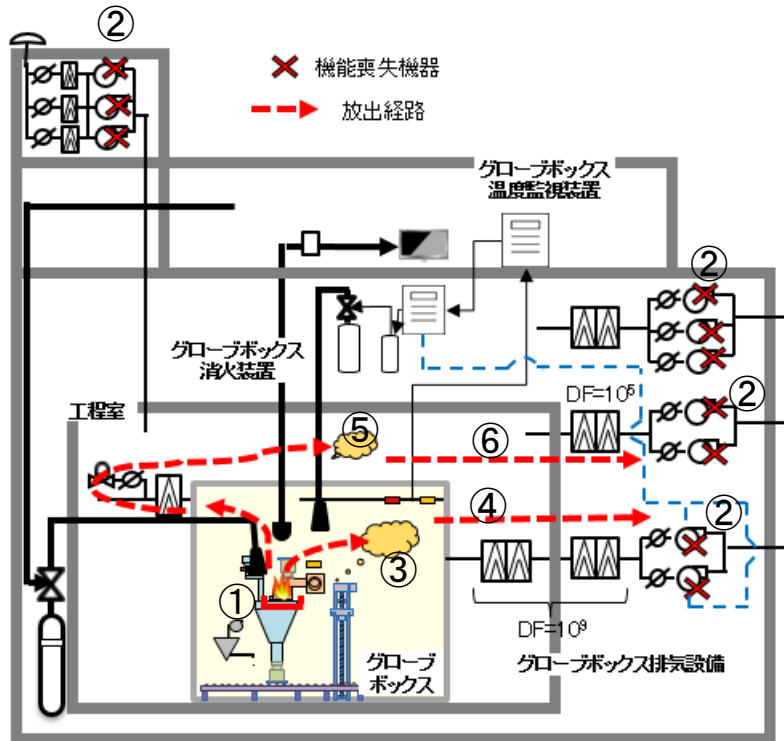 ②
機能喪失機器
放出経路
グローブボックス
温度監視装置
②
グローブボックス
消火装置
DF=10⁵
②
工程室
⑤
⑥
④
②
③
①
DF=10⁹
グローブ
ボックス
グローブボックス排気設備